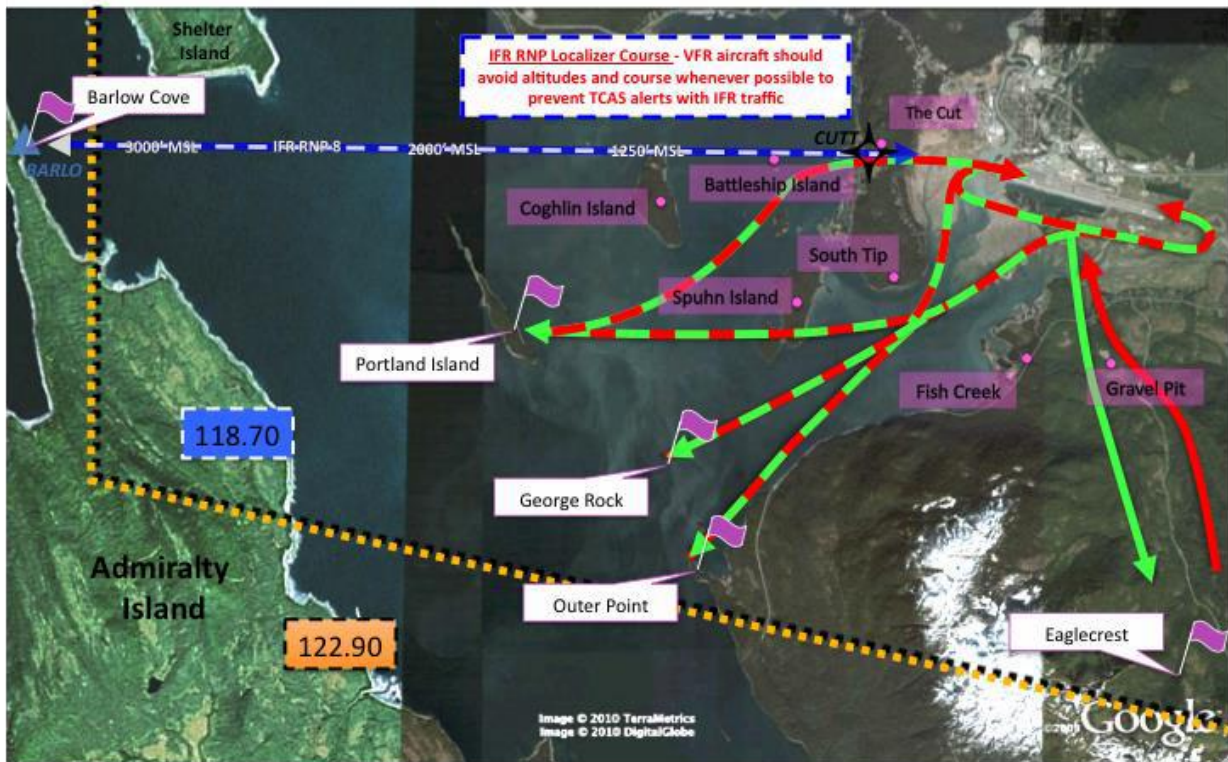 Shelter
Island
IFR RNP Localizer Course - VFR aircraft should
avoid altitudes and course whenever possible to
prevent TCAS alerts with IFR traffic
Barlow Cove
The Cut
CUTT
BARLO
3000' MSL
IFR RNP 8
2000' MSL
1250' MSL
Battleship Island
Coghlin Island
South Tip
Spuhn Island
Portland Island
Fish Creek
Gravel Pit
118.70
George Rock
Admiralty
Island
Outer Point
122.90
Eaglecrest
Image © 2010 TerraMetrics
Image © 2010 DigitalGlobe
©2009 Google